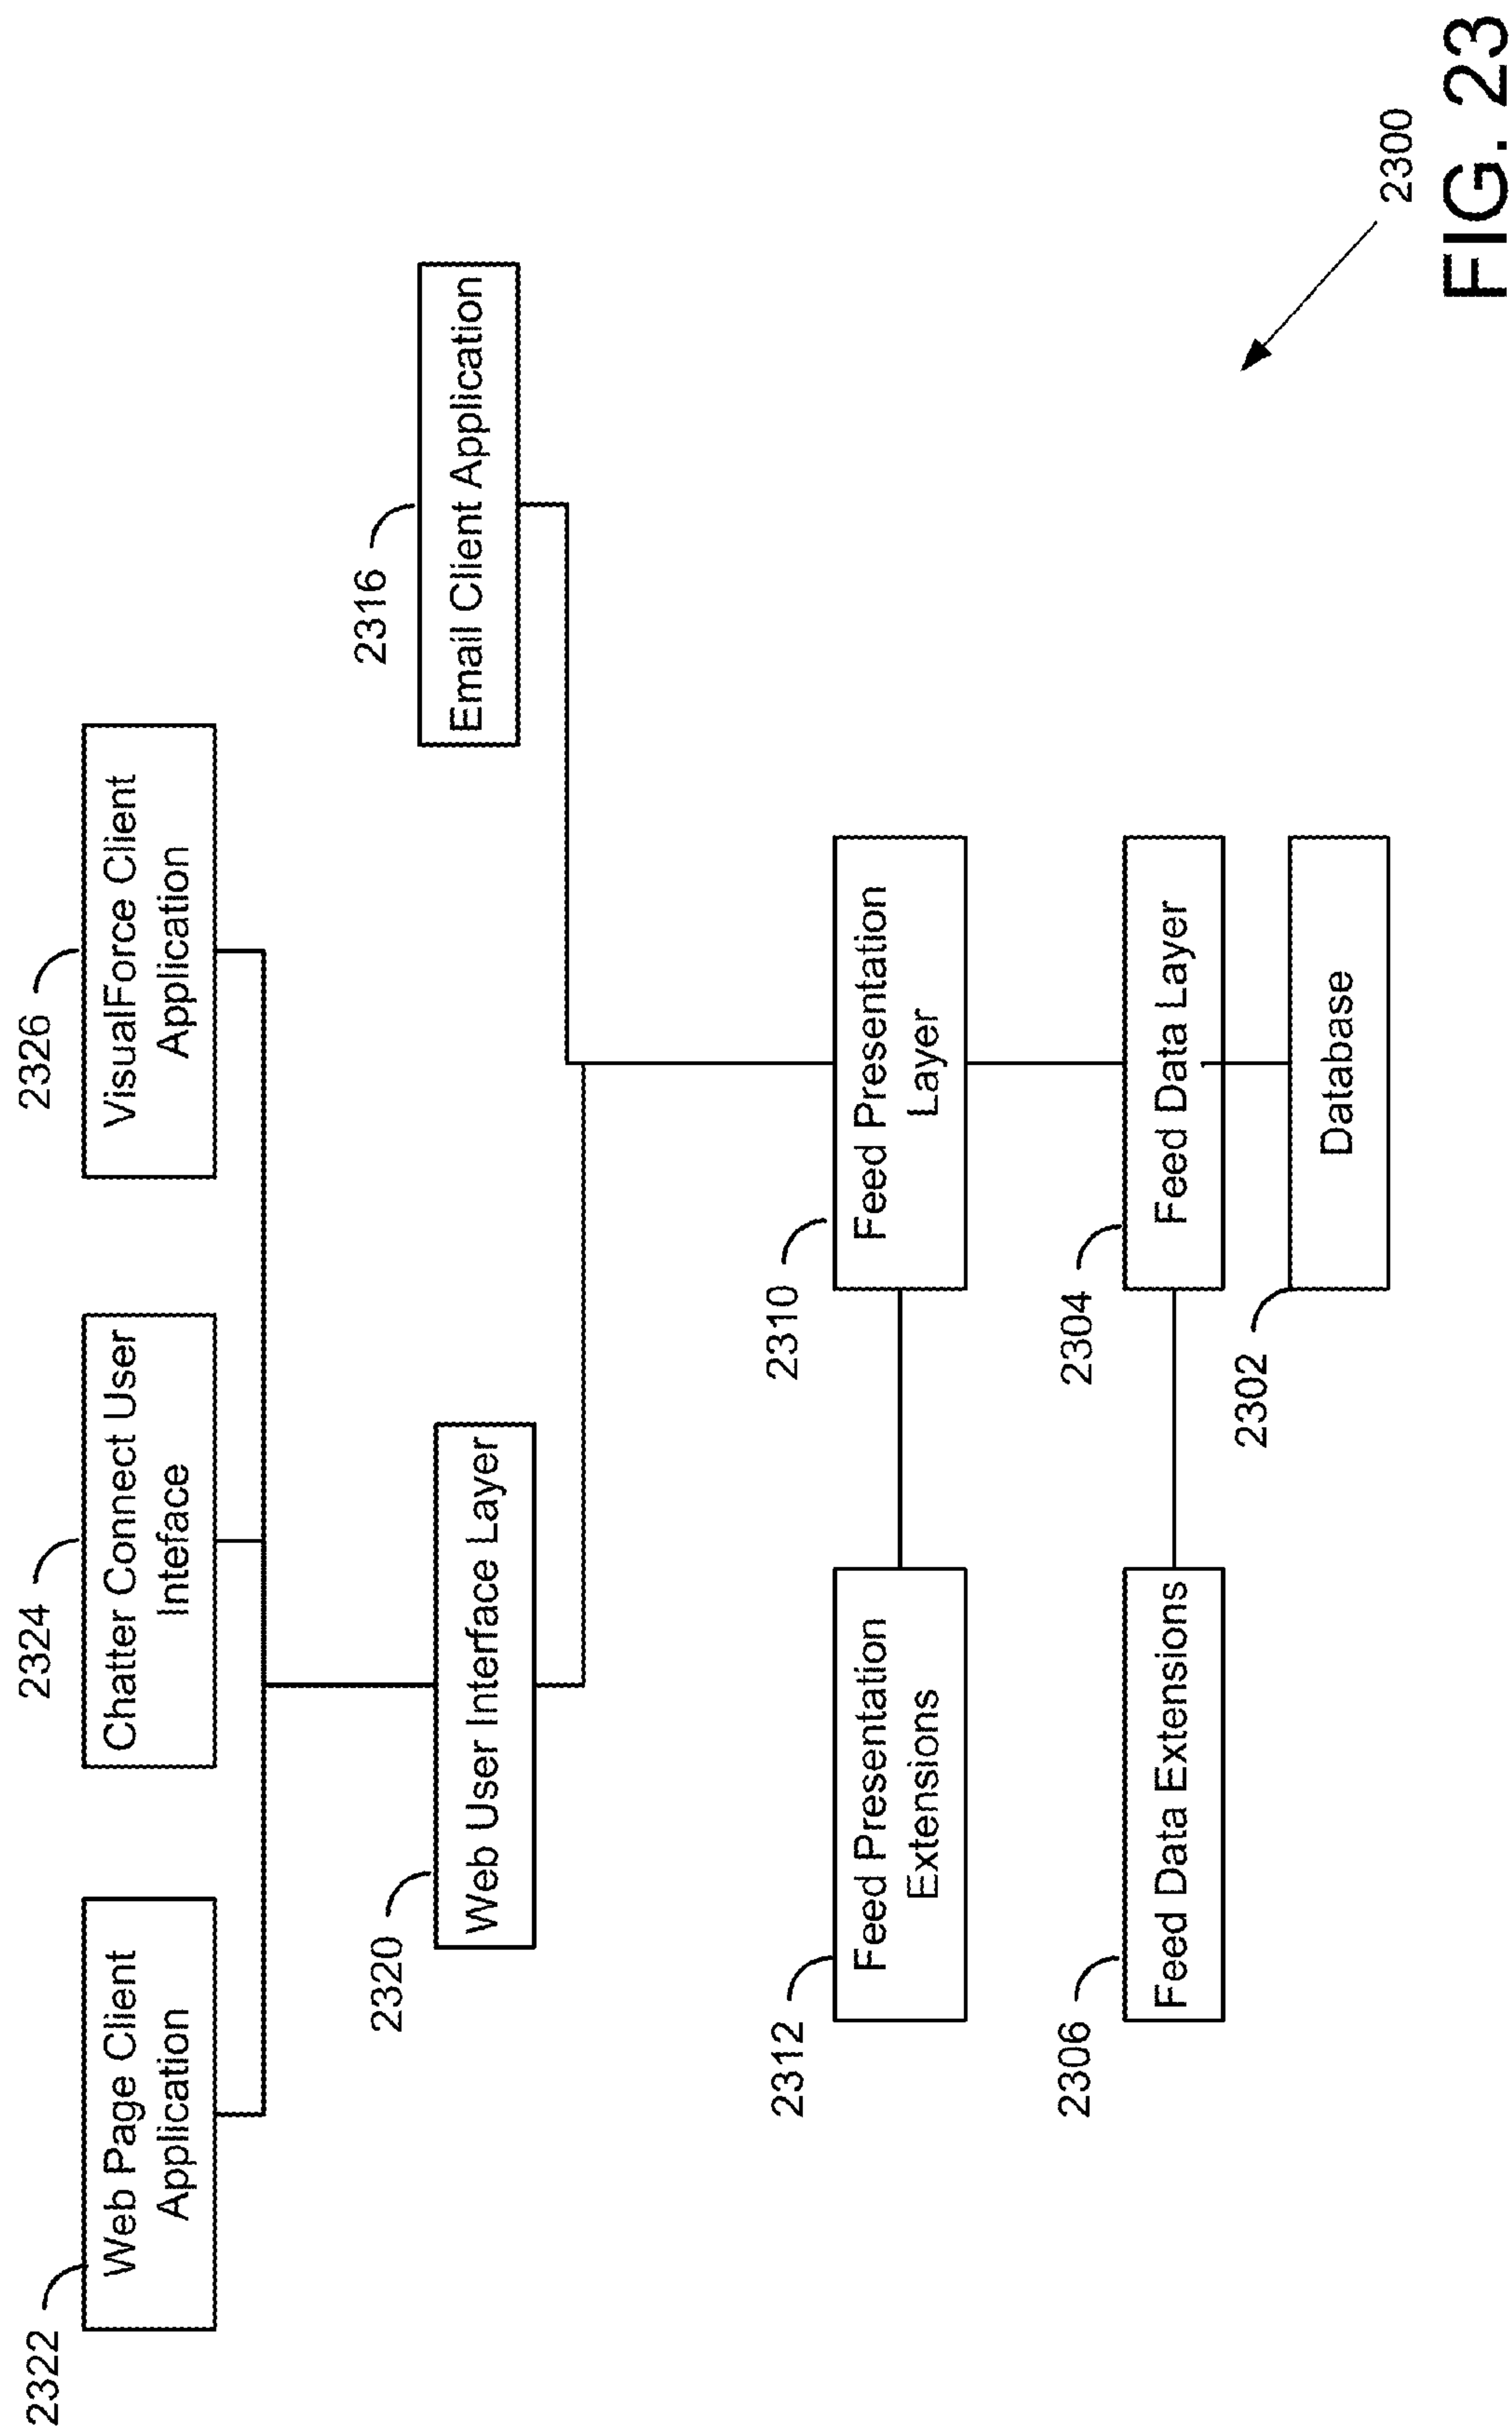 2322
Web Page Client
Application
2324
Chatter Connect User
Inteface
2326
VisualForce Client
Application
2320
Web User Interface Layer
2316
Email Client Application
2312
Feed Presentation
Extensions
2310
Feed Presentation
Layer
2306
Feed Data Extensions
2304
Feed Data Layer
2302
Database
2300
FIG. 23